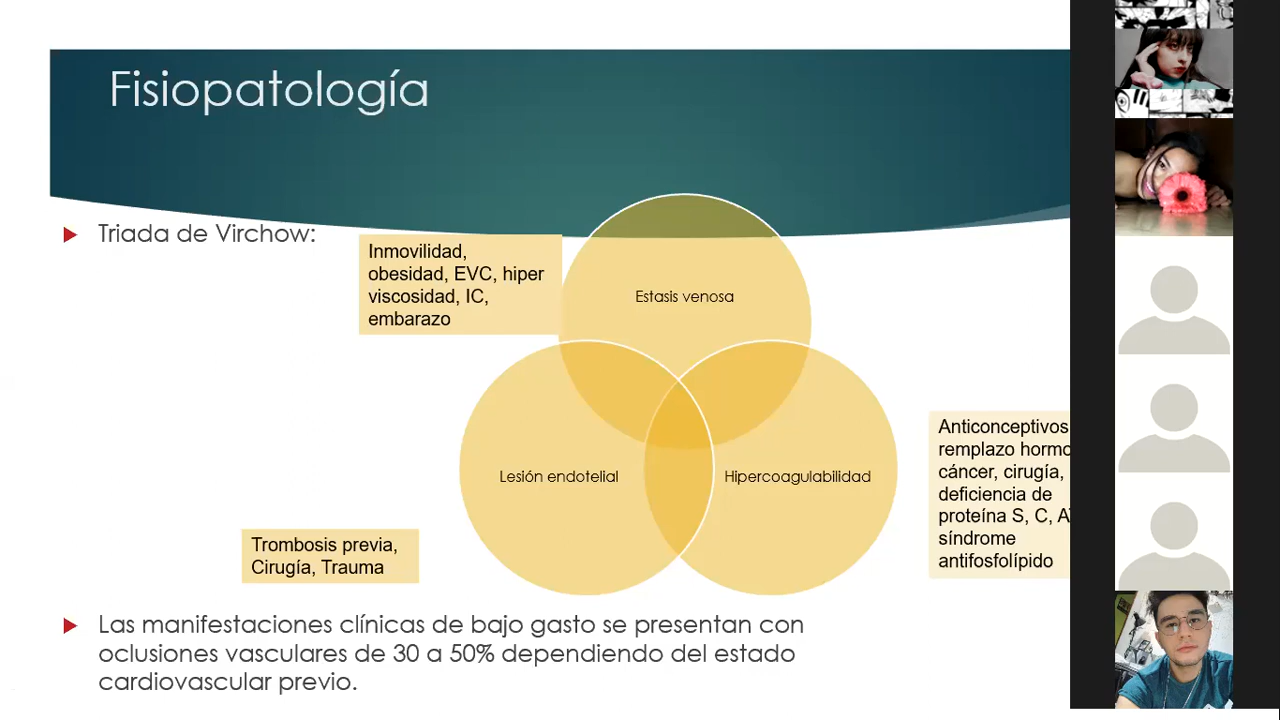 Fisiopatología
Triada de Virchow:
Inmovilidad,
obesidad, EVC, hiper
viscosidad, IC,
embarazo
Estasis venosa
Lesión endotelial
Hipercoagulabilidad
Anticonceptivos
remplazo
cáncer, cirugía,
deficiencia de
proteína S, C,
síndrome
antifosfolípido
Trombosis previa,
Cirugía, Trauma
Las manifestaciones clínicas de bajo gasto se presentan con
oclusiones vasculares de 30 a 50% dependiendo del estado
cardiovascular previo.